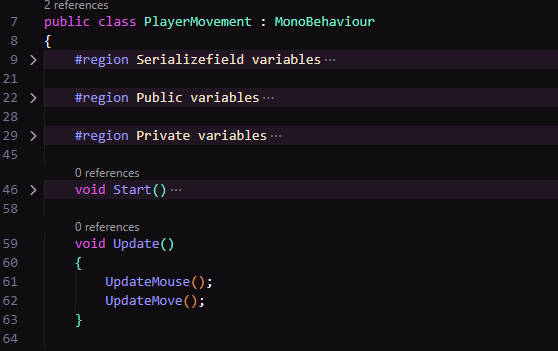 2 references
7 public class PlayerMovement : MonoBehaviour
8 {
9 > #region Serializefield variables ···
21
22 > #region Public variables ···
28
29 > #region Private variables ···
45
0 references
46 > void Start() ···
58
0 references
59 void Update()
60 {
61 UpdateMouse();
62 UpdateMove();
63 }
64